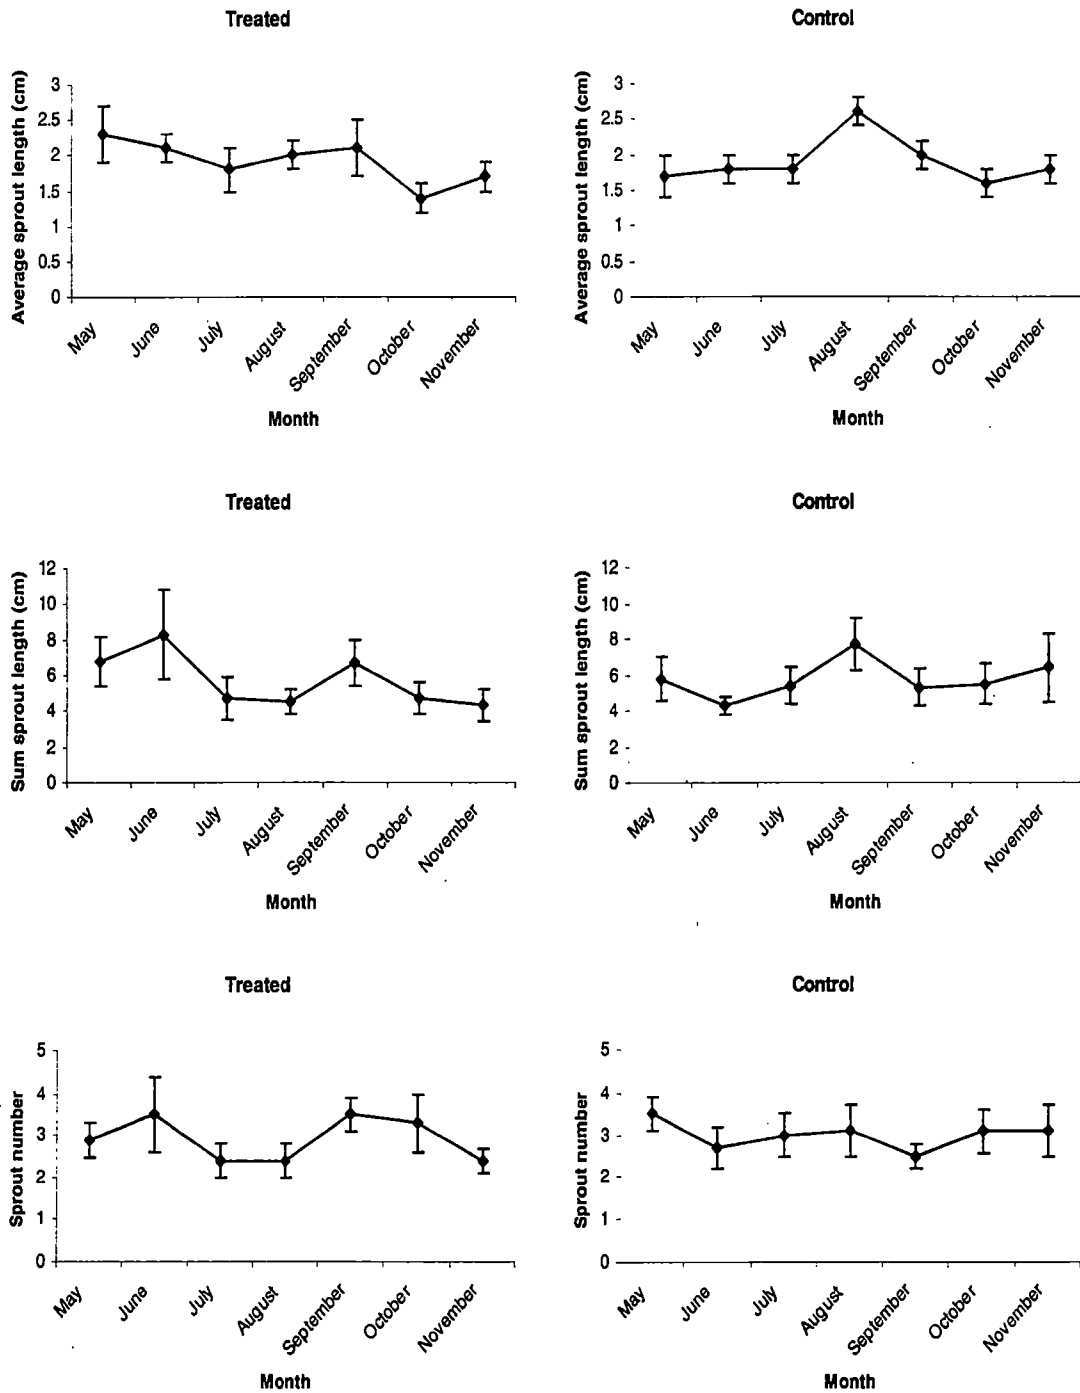 Treated
Average sprout length (cm)
3
2.5
2
1.5
1
0.5
0
May
June
July
August
September
October
November
Month
Control
Average sprout length (cm)
3
2.5
2
1.5
1
0.5
0
May
June
July
August
September
October
November
Month
Treated
Sum sprout length (cm)
12
10
8
6
4
2
0
May
June
July
August
September
October
November
Month
Control
Sum sprout length (cm)
12
10
8
6
4
2
0
May
June
July
August
September
October
November
Month
Treated
Sprout number
5
4
3
2
1
0
May
June
July
August
September
October
November
Month
Control
Sprout number
5
4
3
2
1
0
May
June
July
August
September
October
November
Month